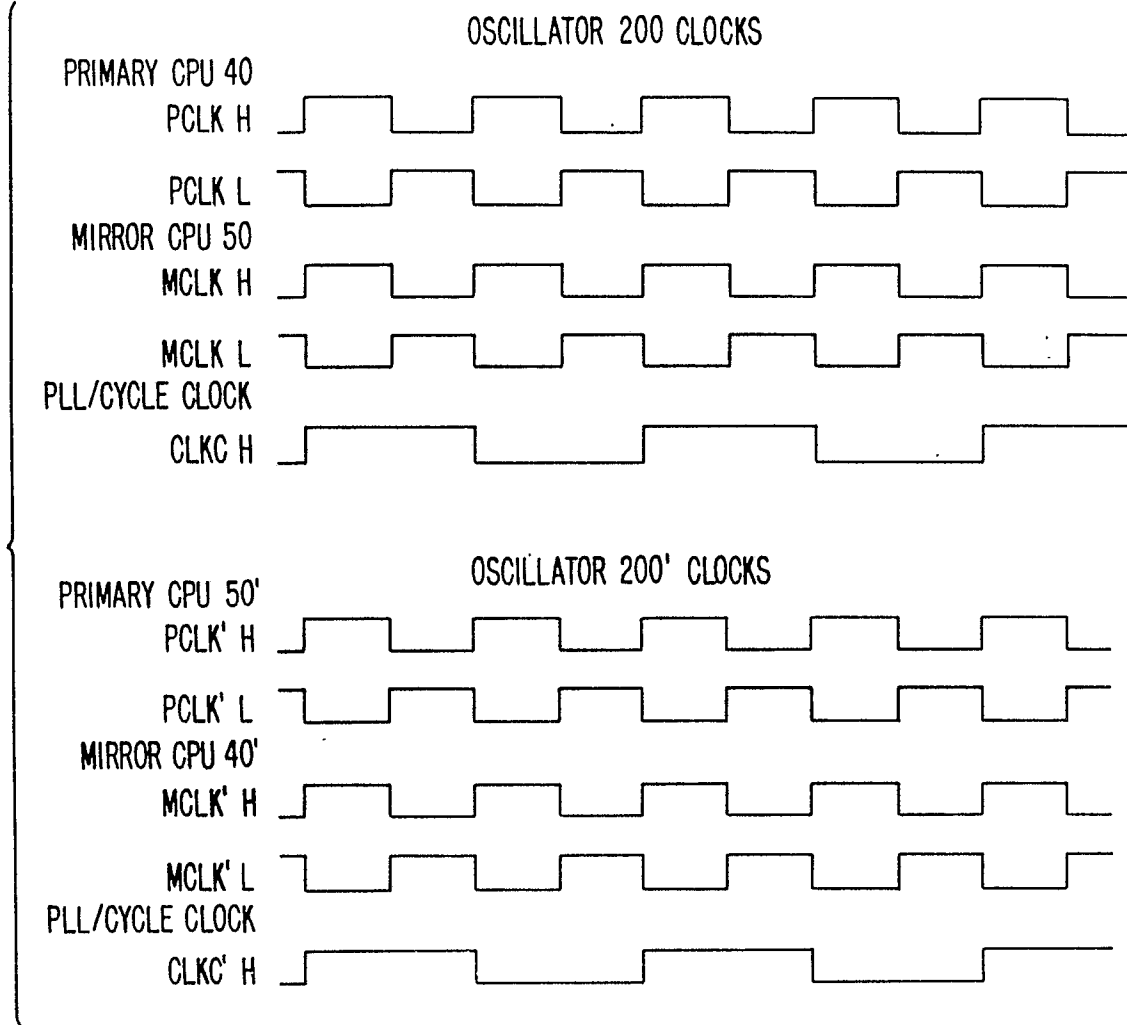 OSCILLATOR 200 CLOCKS
PRIMARY CPU 40
PCLK H
PCLK L
MIRROR CPU 50
MCLK H
MCLK L
PLL/CYCLE CLOCK
CLKC H
OSCILLATOR 200' CLOCKS
PRIMARY CPU 50'
PCLK' H
PCLK' L
MIRROR CPU 40'
MCLK' H
MCLK' L
PLL/CYCLE CLOCK
CLKC' H